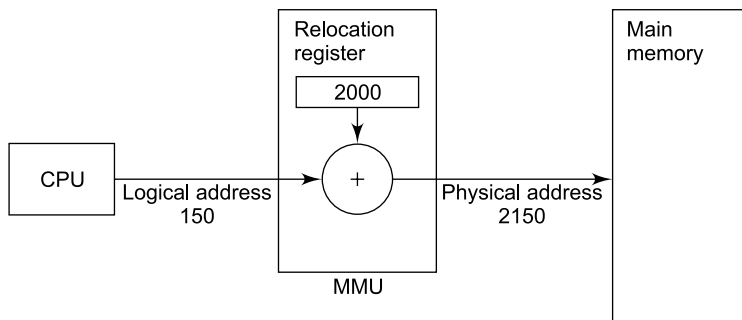 Relocation
register
2000
Main
memory
CPU
+
Logical address
150
Physical address
2150
MMU